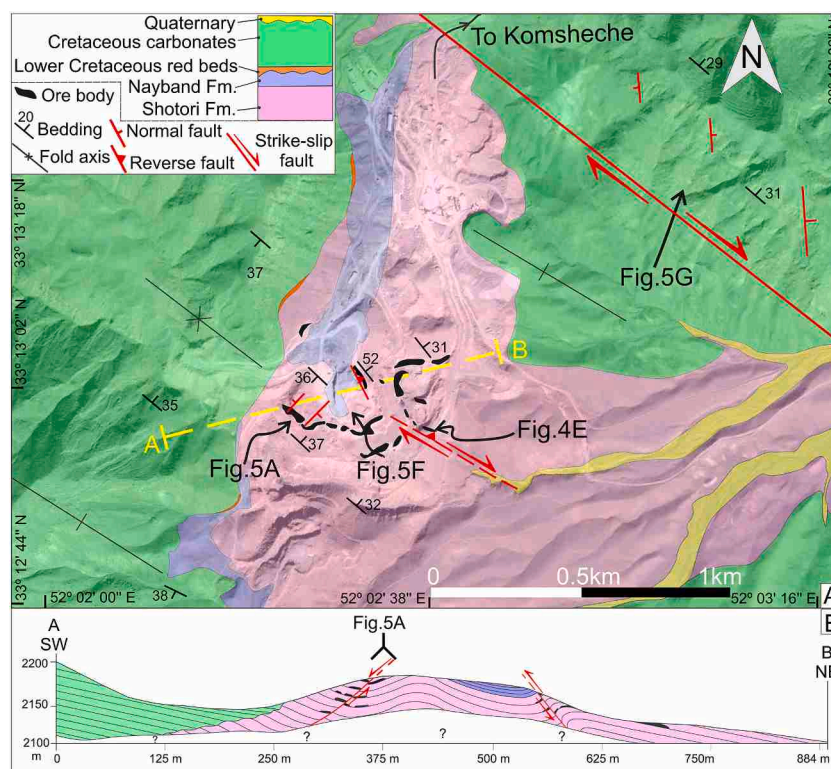 Quaternary
Cretaceous carbonates
Lower Cretaceous red beds
Nayband Fm.
Shotori Fm.
Ore body
20
Bedding
Normal fault
Strike-slip
fault
Fold axis
Reverse fault
To Komsheche
N
29
31
Fig.5G
37
31
B
52
36
35
A
37
Fig.4E
Fig.5A
Fig.5F
32
38
33° 13' 18" N
33° 13' 02" N
33° 12' 44" N
0
0.5km
1km
52° 02' 00" E
52° 02' 38" E
52° 03' 16" E
A
SW
Fig.5A
B
2200
2150
2100
m
0
?
125 m
250 m
?
375 m
?
500 m
?
625 m
750m
884 m